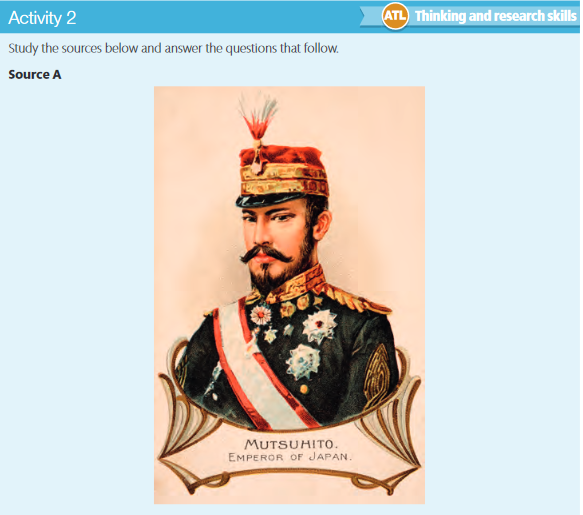 Activity 2
ATL Thinking and research skills
Study the sources below and answer the questions that follow.
Source A
MUTSUHITO.
EMPEROR OF JAPAN.